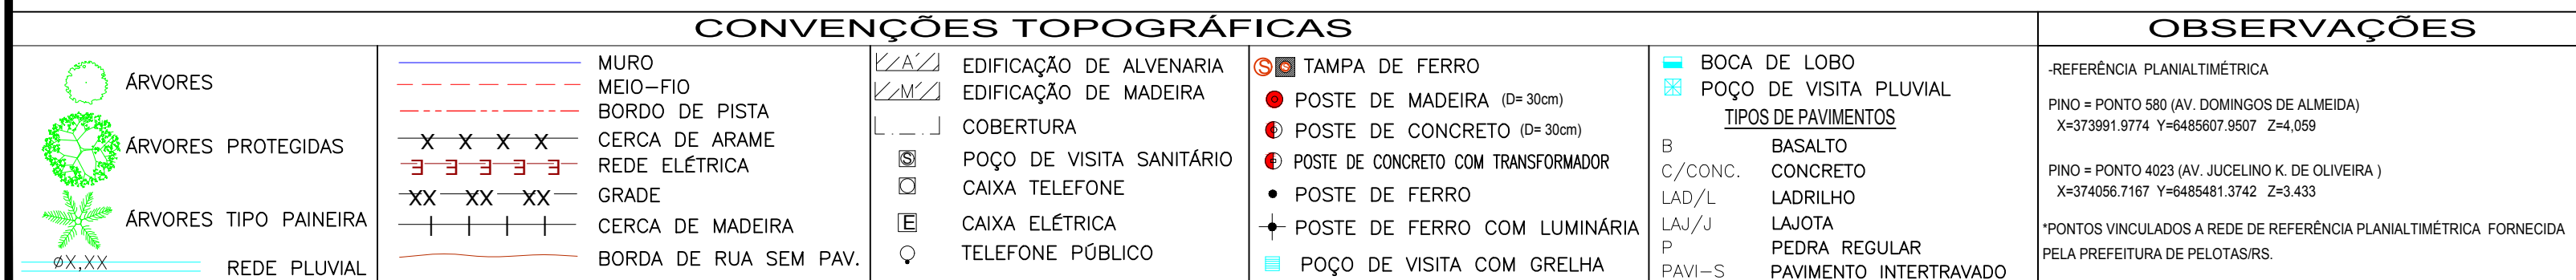 CONVENÇÕES TOPOGRÁFICAS
ÁRVORES
ÁRVORES PROTEGIDAS
ÁRVORES TIPO PAINEIRA
ØX,XX REDE PLUVIAL
MURO
MEIO-FIO
BORDO DE PISTA
X X X X CERCA DE ARAME
E E E E E REDE ELÉTRICA
XX XX XX GRADE
CERCA DE MADEIRA
BORDA DE RUA SEM PAV.
A EDIFICAÇÃO DE ALVENARIA
M EDIFICAÇÃO DE MADEIRA
COBERTURA
S POÇO DE VISITA SANITÁRIO
CAIXA TELEFONE
E CAIXA ELÉTRICA
TELEFONE PÚBLICO
S S TAMPA DE FERRO
POSTE DE MADEIRA (D= 30cm)
POSTE DE CONCRETO (D= 30cm)
POSTE DE CONCRETO COM TRANSFORMADOR
POSTE DE FERRO
POSTE DE FERRO COM LUMINÁRIA
POÇO DE VISITA COM GRELHA
BOCA DE LOBO
POÇO DE VISITA PLUVIAL
TIPOS DE PAVIMENTOS
B BASALTO
C/CONC. CONCRETO
LAD/L LADRILHO
LAJ/J LAJOTA
P PEDRA REGULAR
PAVI-S PAVIMENTO INTERTRAVADO
OBSERVAÇÕES
-REFERÊNCIA PLANIALTIMÉTRICA
PINO = PONTO 580 (AV. DOMINGOS DE ALMEIDA)
X=373991.9774 Y=6485607.9507 Z=4,059
PINO = PONTO 4023 (AV. JUCELINO K. DE OLIVEIRA )
X=374056.7167 Y=6485481.3742 Z=3.433
*PONTOS VINCULADOS A REDE DE REFERÊNCIA PLANIALTIMÉTRICA FORNECIDA
PELA PREFEITURA DE PELOTAS/RS.